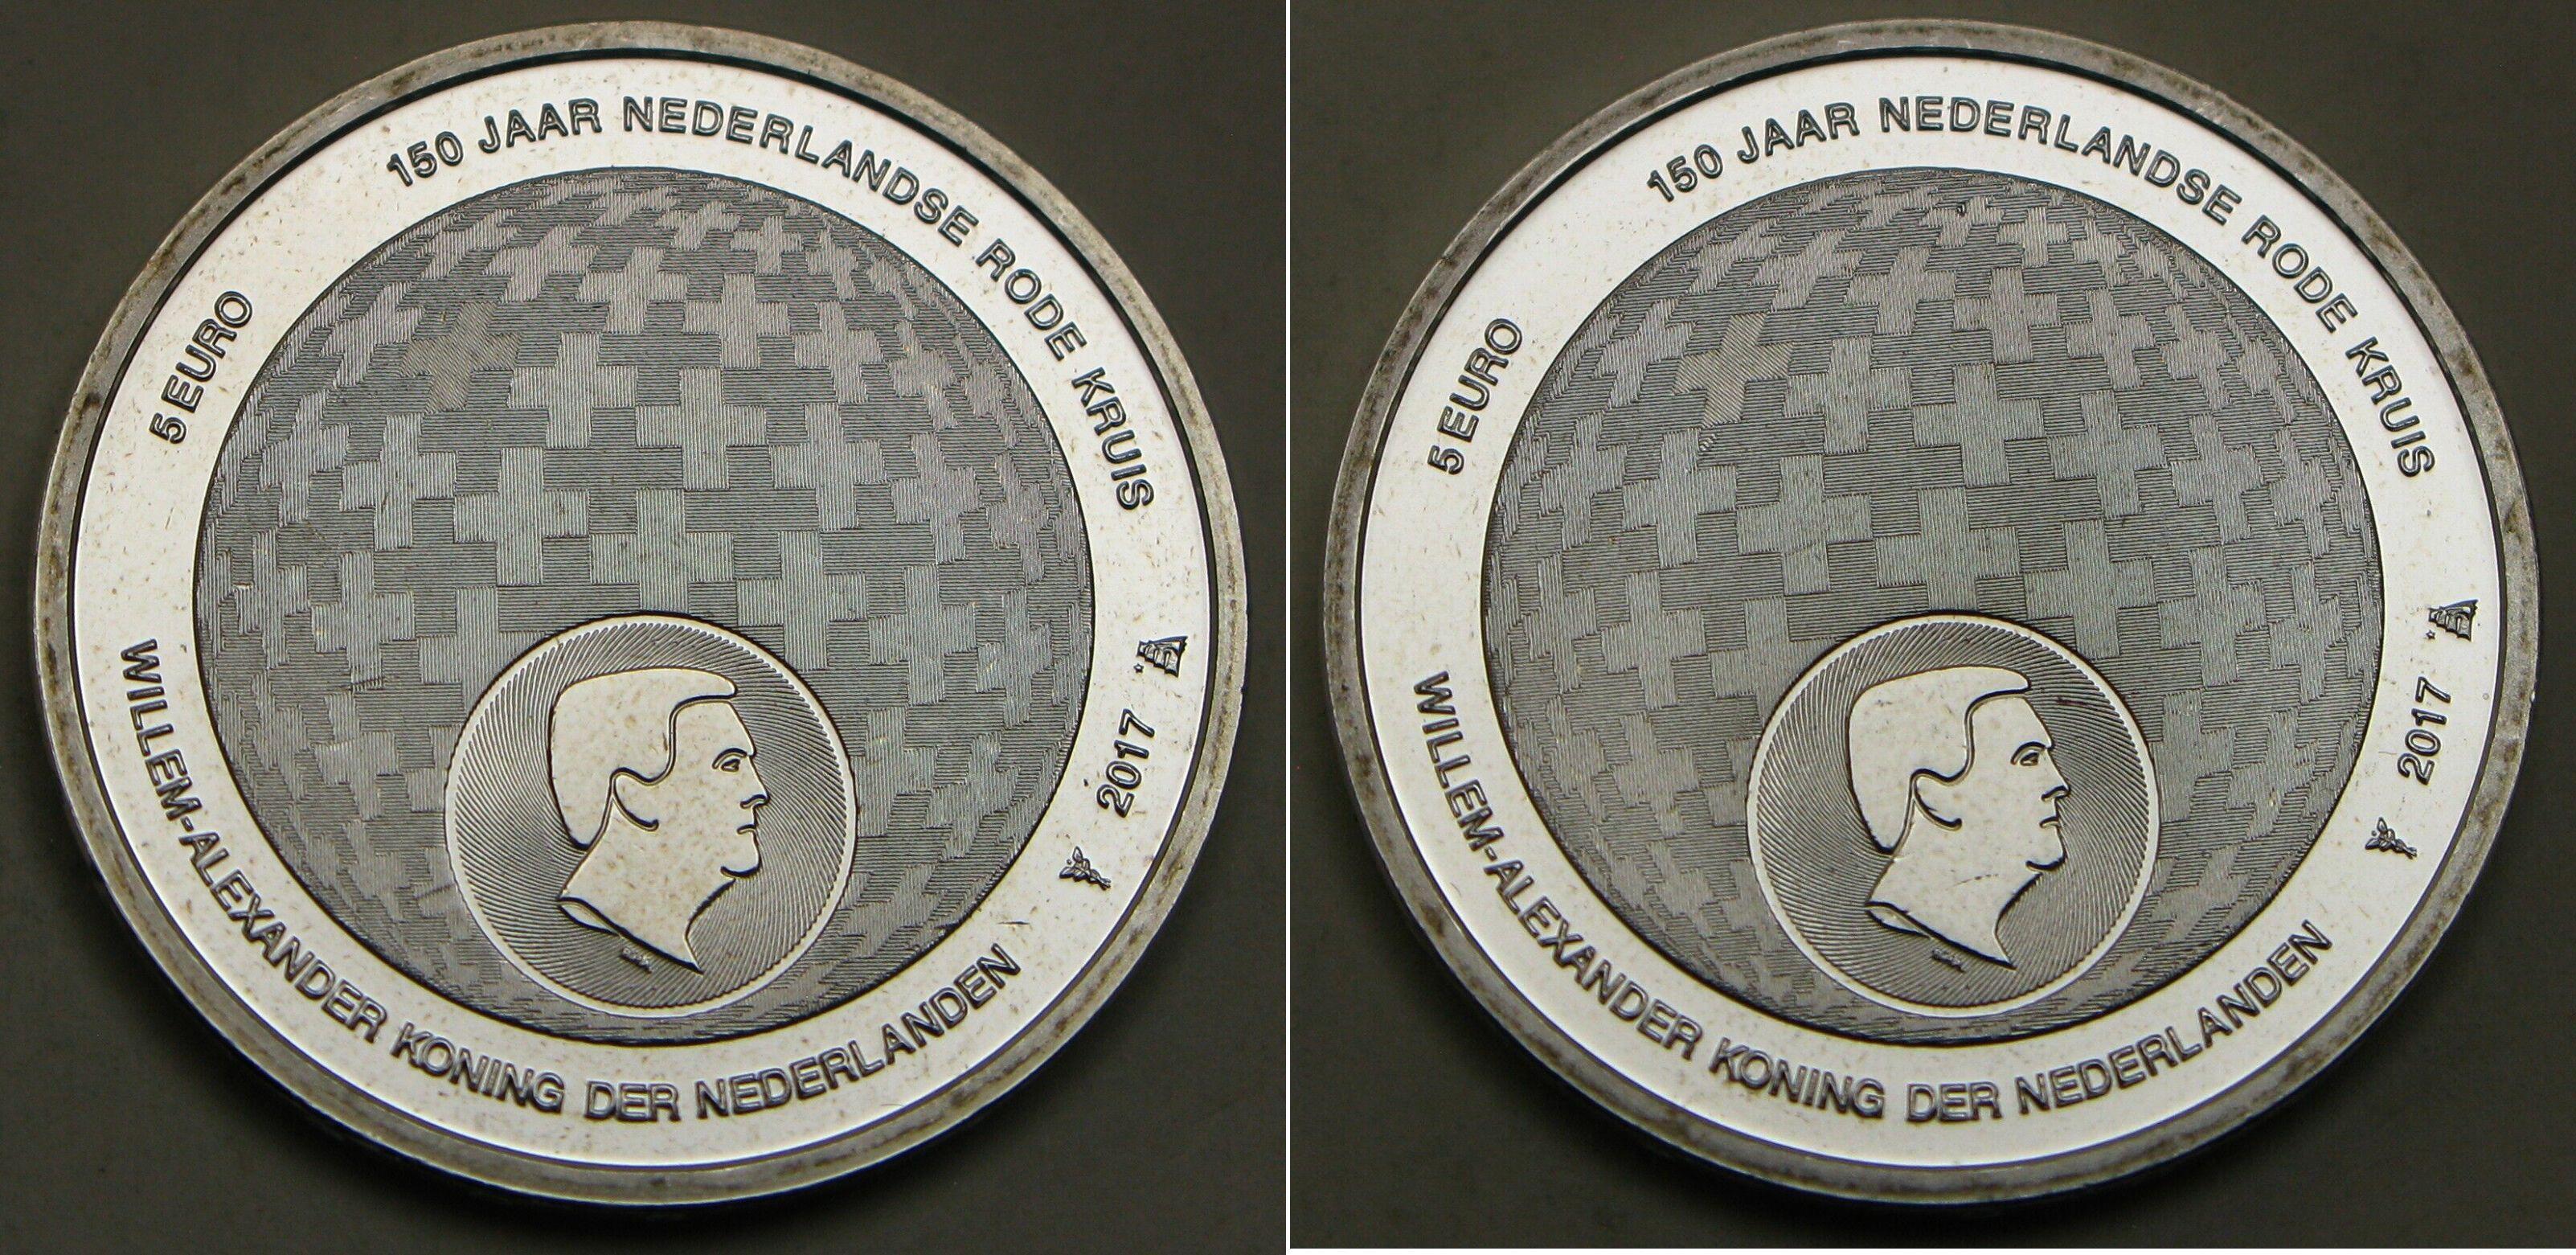 150 JAAR NEDERLANDSE RODE KRUIS
5 EURO
2017
WILLEM-ALEXANDER KONING DER NEDERLANDEN
150 JAAR NEDERLANDSE RODE KRUIS
5 EURO
2017
WILLEM-ALEXANDER KONING DER NEDERLANDEN